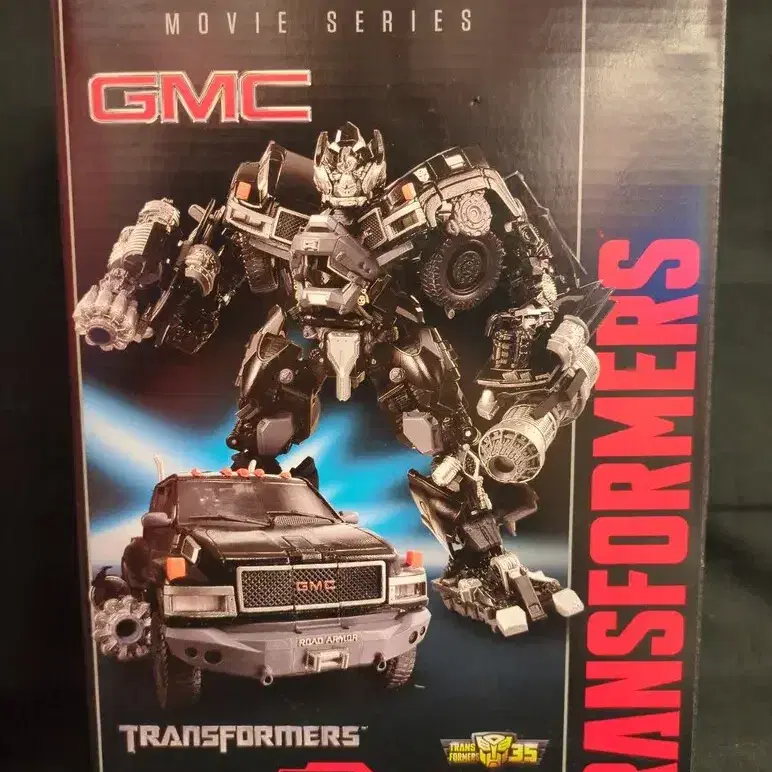 MOVIE SERIES
GMC
GMC
ROAD ARMOR
TRANSFORMERS
TRANS
FORMERS 35
TRANSFORMERS